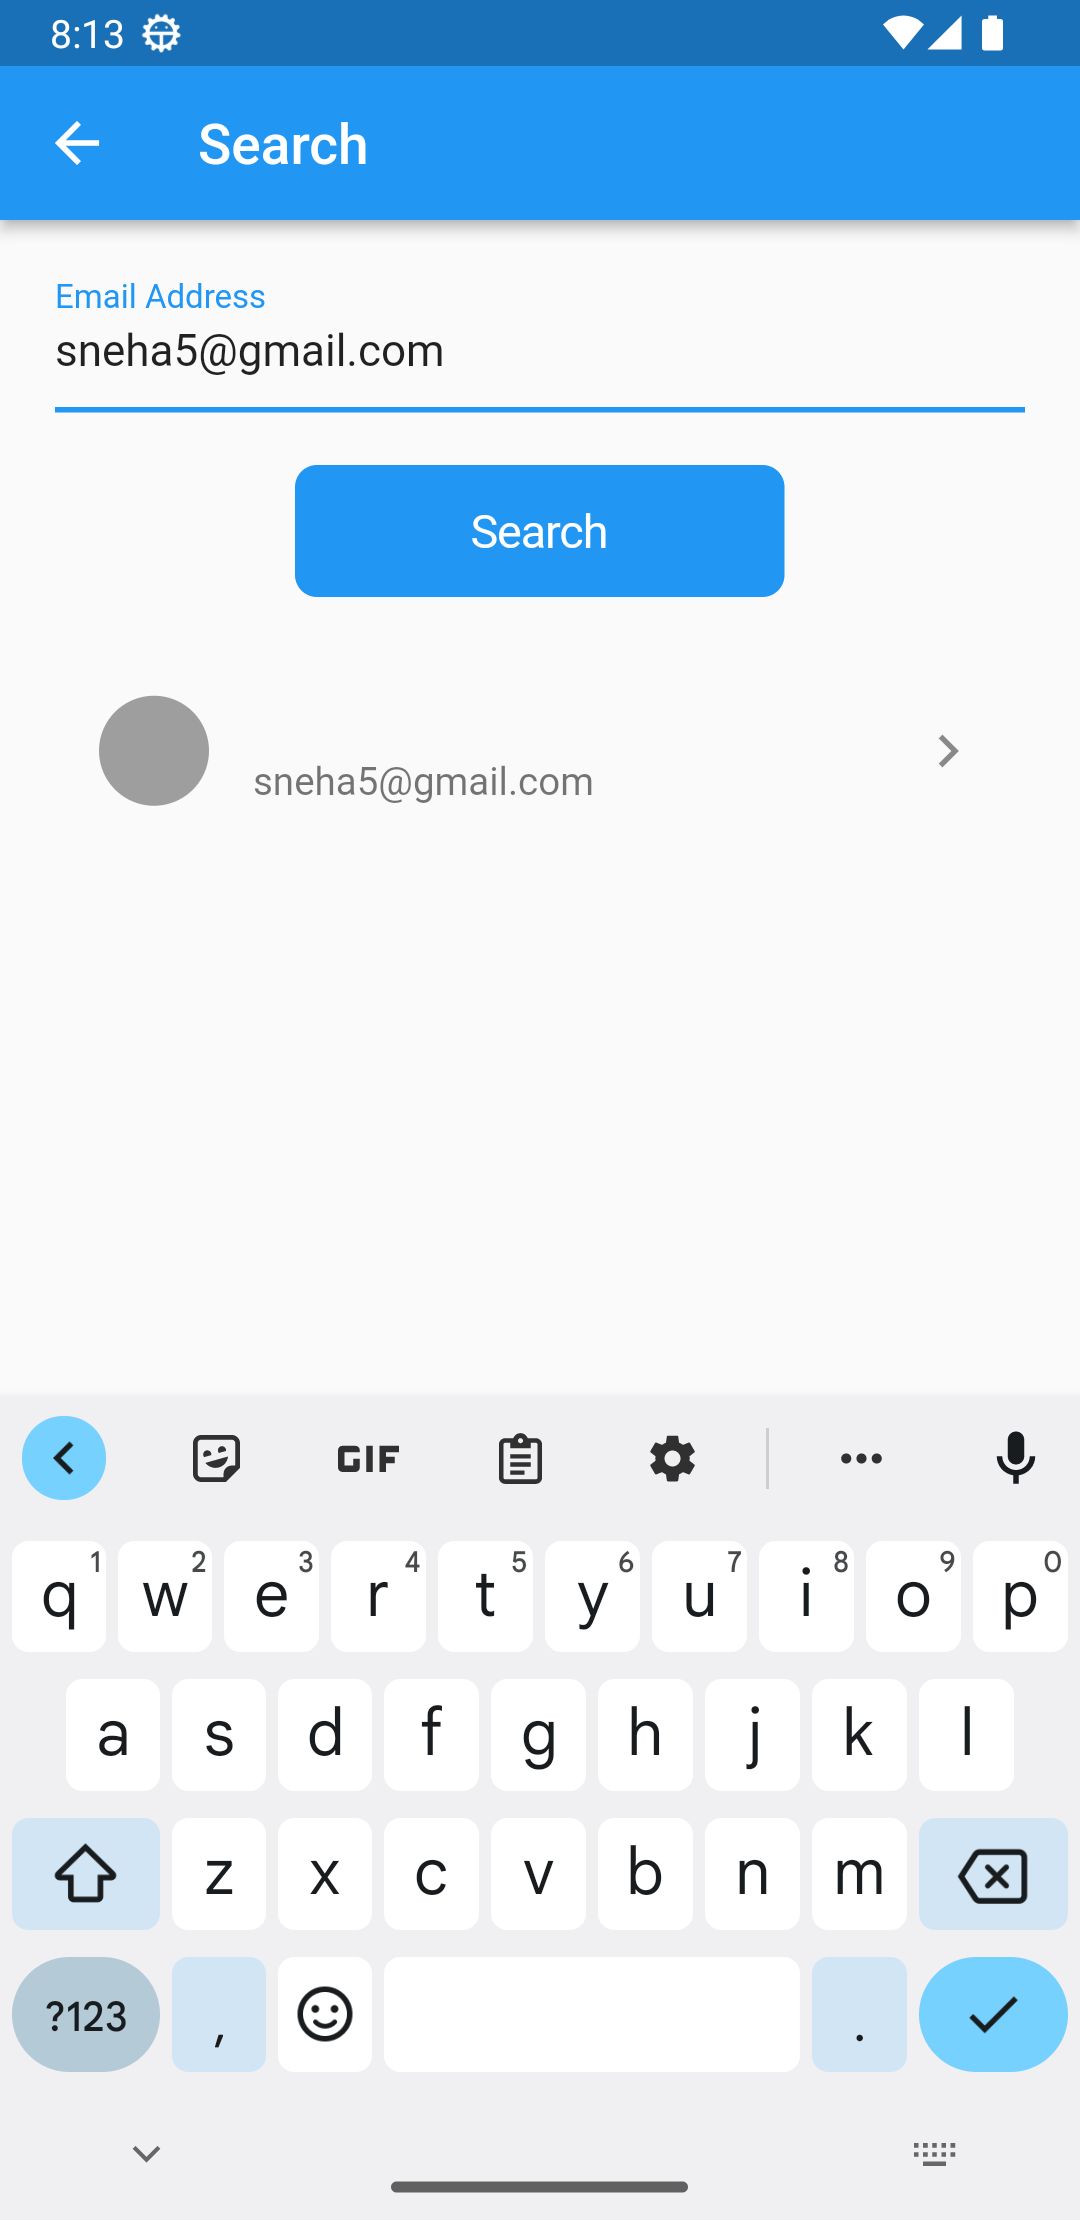 8:13
Search
Email Address
sneha5@gmail.com
Search
sneha5@gmail.com
GIF
q 1 w 2 e 3 r 4 t 5 y 6 u 7 i 8 o 9 p 0
a s d f g h j k l
z x c v b n m
?123 , .